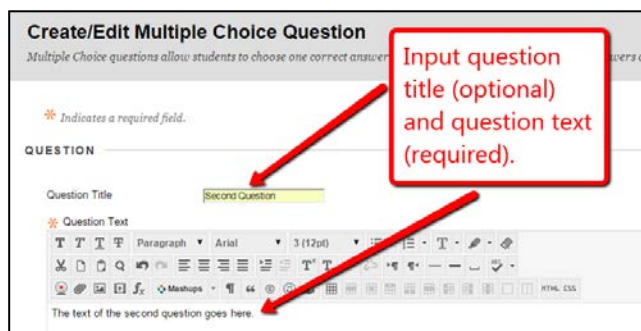 Create/Edit Multiple Choice Question
Multiple Choice questions allow students to choose one correct answer
Input question
title (optional)
and question text
(required).
* Indicates a required field.
QUESTION
Question Title
Second Question
* Question Text
Paragraph Arial 3 (12pt)
Mashups HTML CSS
The text of the second question goes here.